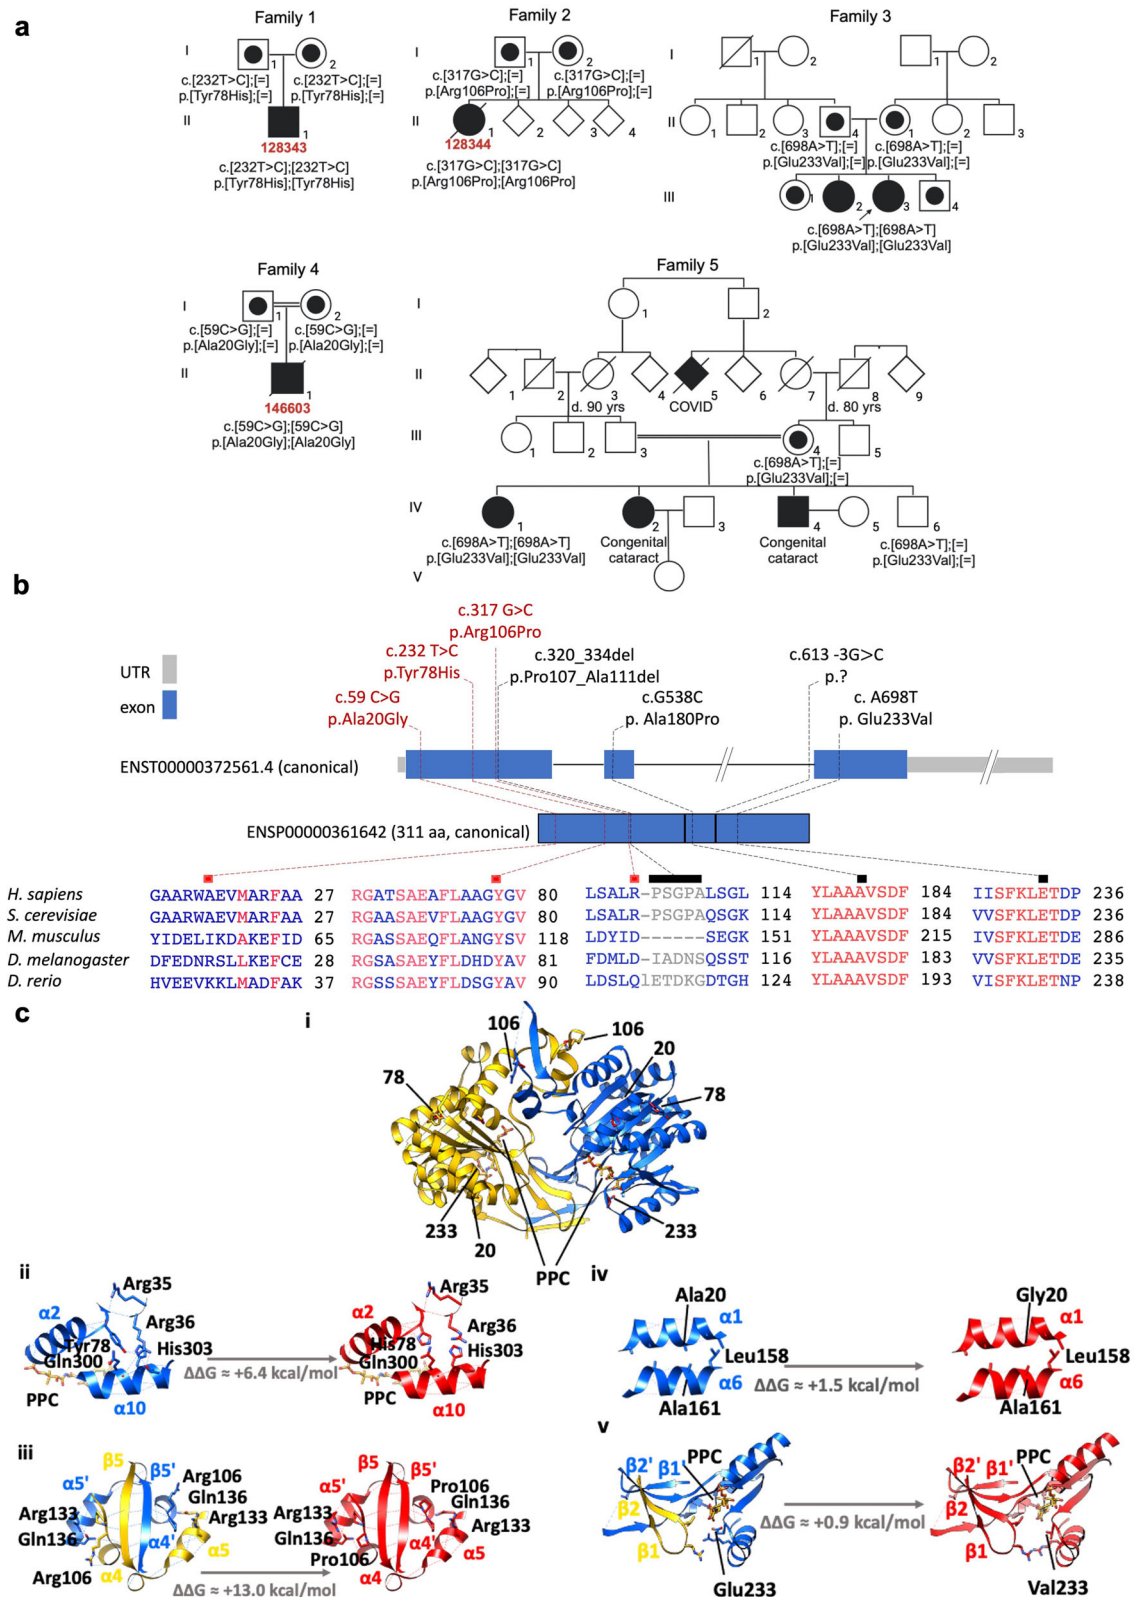 a
Family 1
I
1
2
c.[232T>C];[=]
p.[Tyr78His];[=]
c.[232T>C];[=]
p.[Tyr78His];[=]
II
1
128343
c.[232T>C];[232T>C]
p.[Tyr78His];[Tyr78His]
Family 2
I
1
2
c.[317G>C];[=]
p.[Arg106Pro];[=]
c.[317G>C];[=]
p.[Arg106Pro];[=]
II
1
2
3
4
128344
c.[317G>C];[317G>C]
p.[Arg106Pro];[Arg106Pro]
Family 3
I
1
2
1
2
II
1
2
3
4
1
2
3
c.[698A>T];[=]
p.[Glu233Val];[=]
c.[698A>T];[=]
p.[Glu233Val];[=]
III
1
2
3
4
c.[698A>T];[698A>T]
p.[Glu233Val];[Glu233Val]
Family 4
I
1
2
c.[59C>G];[=]
p.[Ala20Gly];[=]
c.[59C>G];[=]
p.[Ala20Gly];[=]
II
1
146603
c.[59C>G];[59C>G]
p.[Ala20Gly];[Ala20Gly]
Family 5
I
1
2
II
1
2
3
4
5
6
7
8
9
d. 90 yrs
COVID
d. 80 yrs
III
1
2
3
4
5
c.[698A>T];[=]
p.[Glu233Val];[=]
IV
1
2
3
4
5
6
c.[698A>T];[698A>T]
p.[Glu233Val];[Glu233Val]
Congenital
cataract
Congenital
cataract
c.[698A>T];[=]
p.[Glu233Val];[=]
V
b
UTR
exon
c.317 G>C
p.Arg106Pro
c.232 T>C
p.Tyr78His
c.59 C>G
p.Ala20Gly
c.320_334del
p.Pro107_Ala111del
c.G538C
p. Ala180Pro
c.613 -3G>C
p.?
c. A698T
p. Glu233Val
ENST00000372561.4 (canonical)
ENSP00000361642 (311 aa, canonical)
H. sapiens GAARWAEVMARFAA 27 RGATSAEAFLAAGYGV 80 LSALR-PSGPALSGL 114 YLAAAVSDF 184 IISFKLETDP 236
S. cerevisiae GAARWAEVMARFAA 27 RGAASAEAFLAAGYGV 80 LSALR-PSGPAQSGK 114 YLAAAVSDF 184 VVSFKLETDP 236
M. musculus YIDELIKDAKEFID 65 RGASSAEQFLANGYSV 118 LDYID------SEGK 151 YLAAAVSDF 215 IVSFKLETDE 286
D. melanogaster DFEDNRSLLKEFCE 28 RGASSAEYFLDHDYAV 81 FDMLD-IADNSQSST 116 YLAAAVSDF 183 VVSFKLETDE 235
D. rerio HVEEVKKLMADFAK 37 RGSSSAEYFLDSGYAV 90 LDSLQlETDKGDTGH 124 YLAAAVSDF 193 VVSFKLETNP 238
c
i
106
106
20
78
78
233
233
20
PPC
ii
Arg35
α2
Arg36
Tyr78
His303
Gln300
PPC
α10
ΔΔG ≈ +6.4 kcal/mol
Arg35
α2
Arg36
His78
His303
Gln300
PPC
α10
iii
β5
β5'
α5'
Arg106
Gln136
Arg133
Arg133
Gln136
α4'
α5
Arg106
α4
ΔΔG ≈ +13.0 kcal/mol
β5
β5'
α5'
Pro106
Gln136
Arg133
Arg133
Gln136
α4'
α5
Pro106
α4
iv
Ala20
α1
Leu158
α6
Ala161
ΔΔG ≈ +1.5 kcal/mol
Gly20
α1
Leu158
α6
Ala161
v
PPC
β2'
β1'
β2
β1
Glu233
ΔΔG ≈ +0.9 kcal/mol
PPC
β2'
β1'
β2
β1
Val233